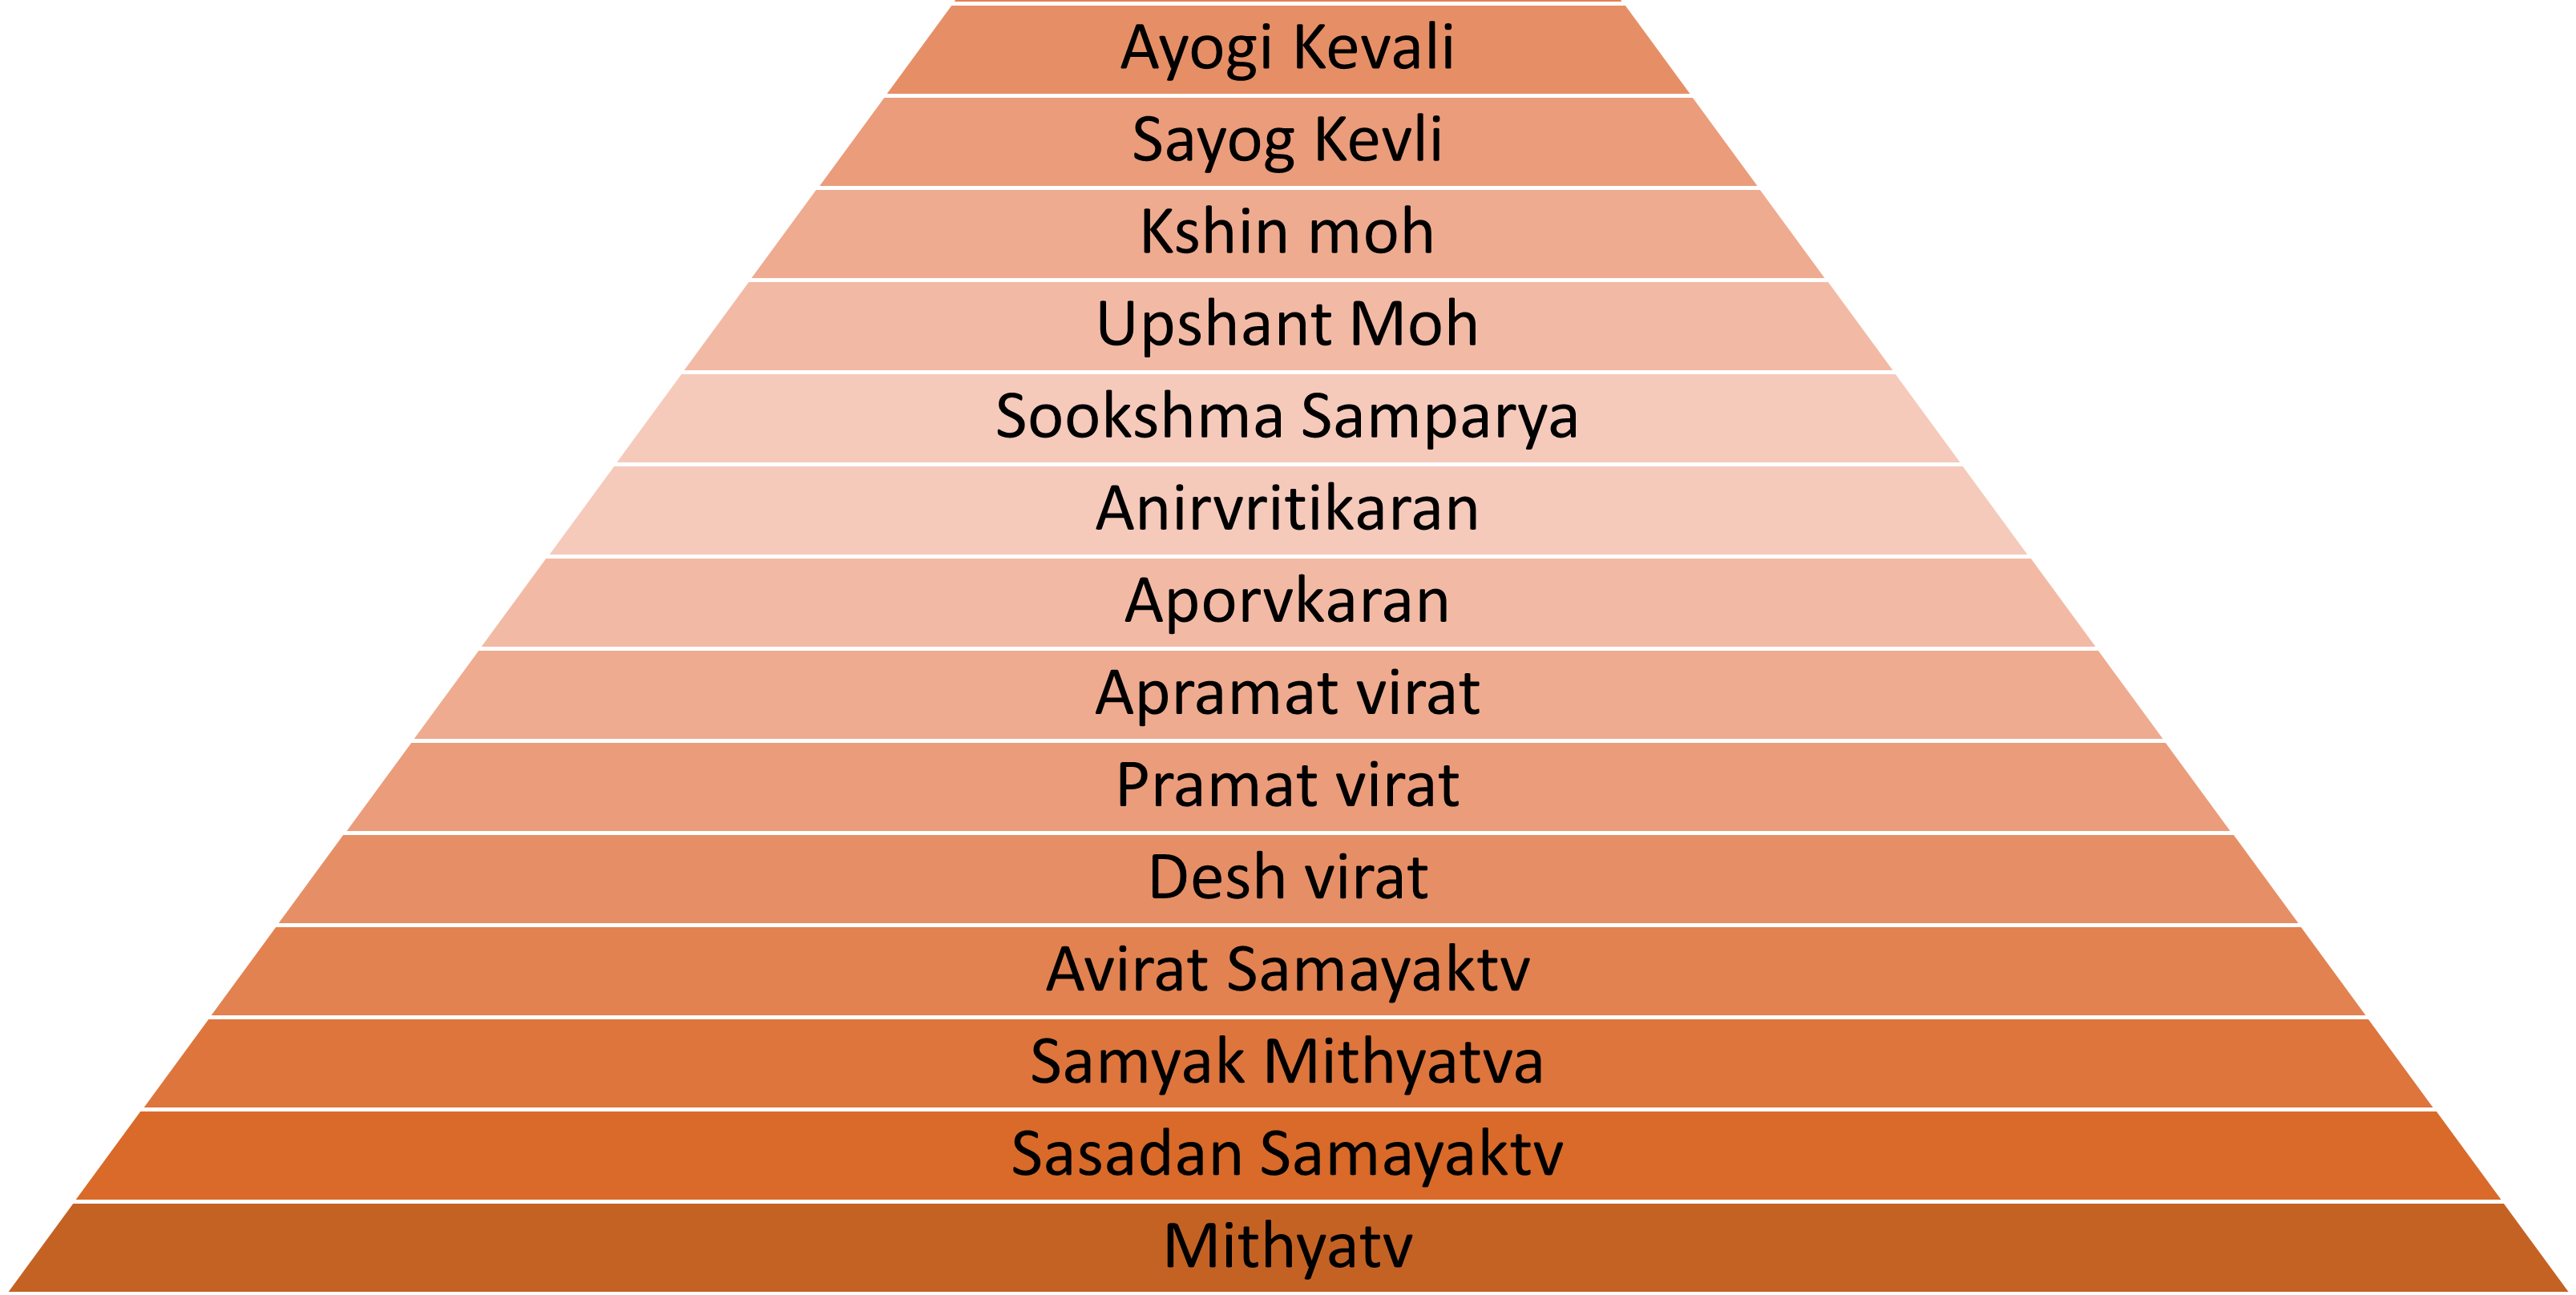 Ayogi Kevali
Sayog Kevli
Kshin moh
Upshant Moh
Sookshma Samparya
Anirvritikaran
Aporvkaran
Apramat virat
Pramat virat
Desh virat
Avirat Samayaktv
Samyak Mithyatva
Sasadan Samayaktv
Mithyatv